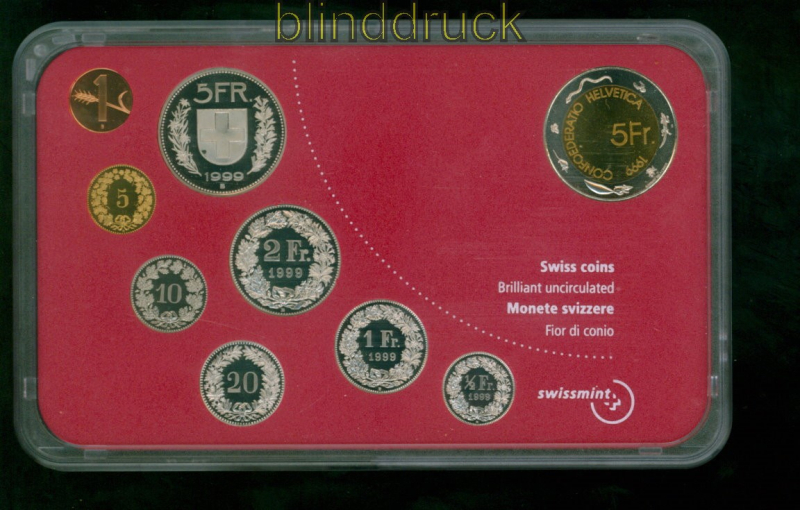 blinddruck
1
5FR.
1999
B
5
10
20
2 Fr.
1999
1 Fr.
1999
½ Fr.
1999
CONFOEDERATIO HELVETICA
5Fr.
1999
Swiss coins
Brilliant uncirculated
Monete svizzere
Fior di conio
swissmint